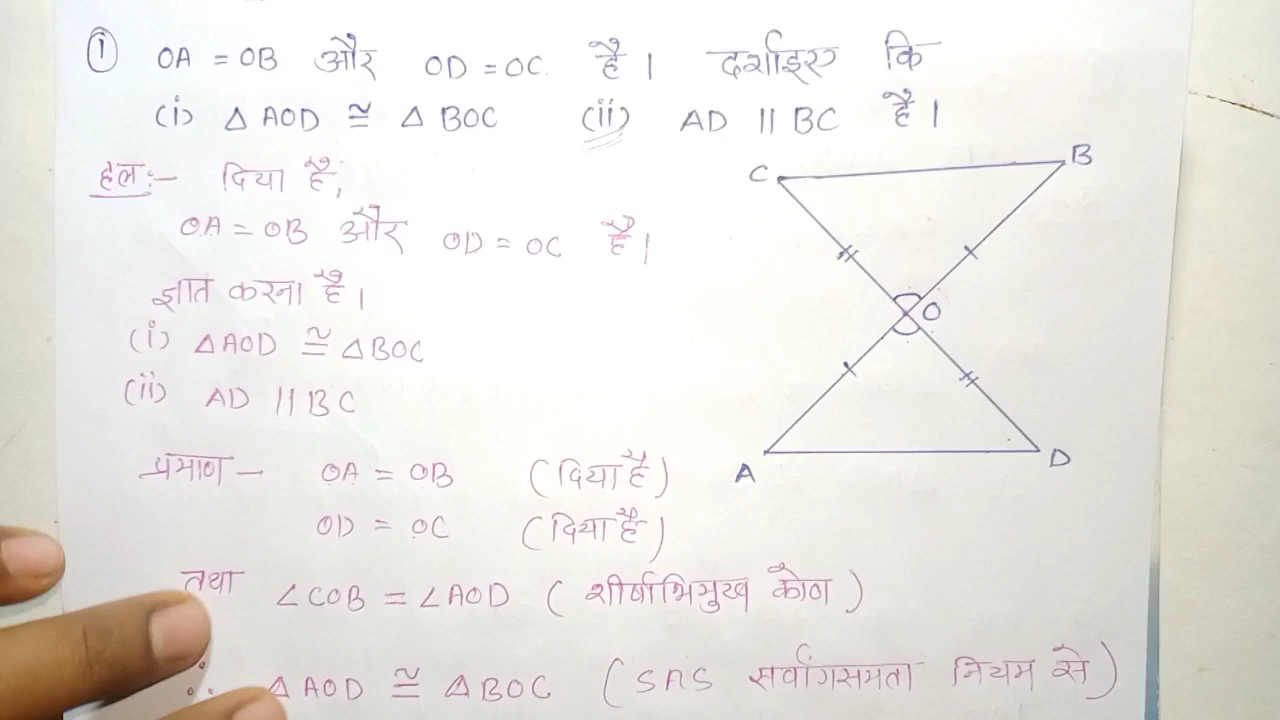 ① OA = OB और OD = OC है। दर्शाइए कि
(i) △ AOD ≅ △ BOC (ii) AD || BC है।
हल:- दिया है,
OA = OB और OD = OC है।
ज्ञात करना है।
(i) △AOD ≅ △BOC
(ii) AD || BC
प्रमाण - OA = OB (दिया है)
OD = OC (दिया है)
तथा ∠COB = ∠AOD ( शीर्षाभिमुख कोण )
∴ △AOD ≅ △BOC ( SAS सर्वांगसमता नियम से )
C
B
O
A
D